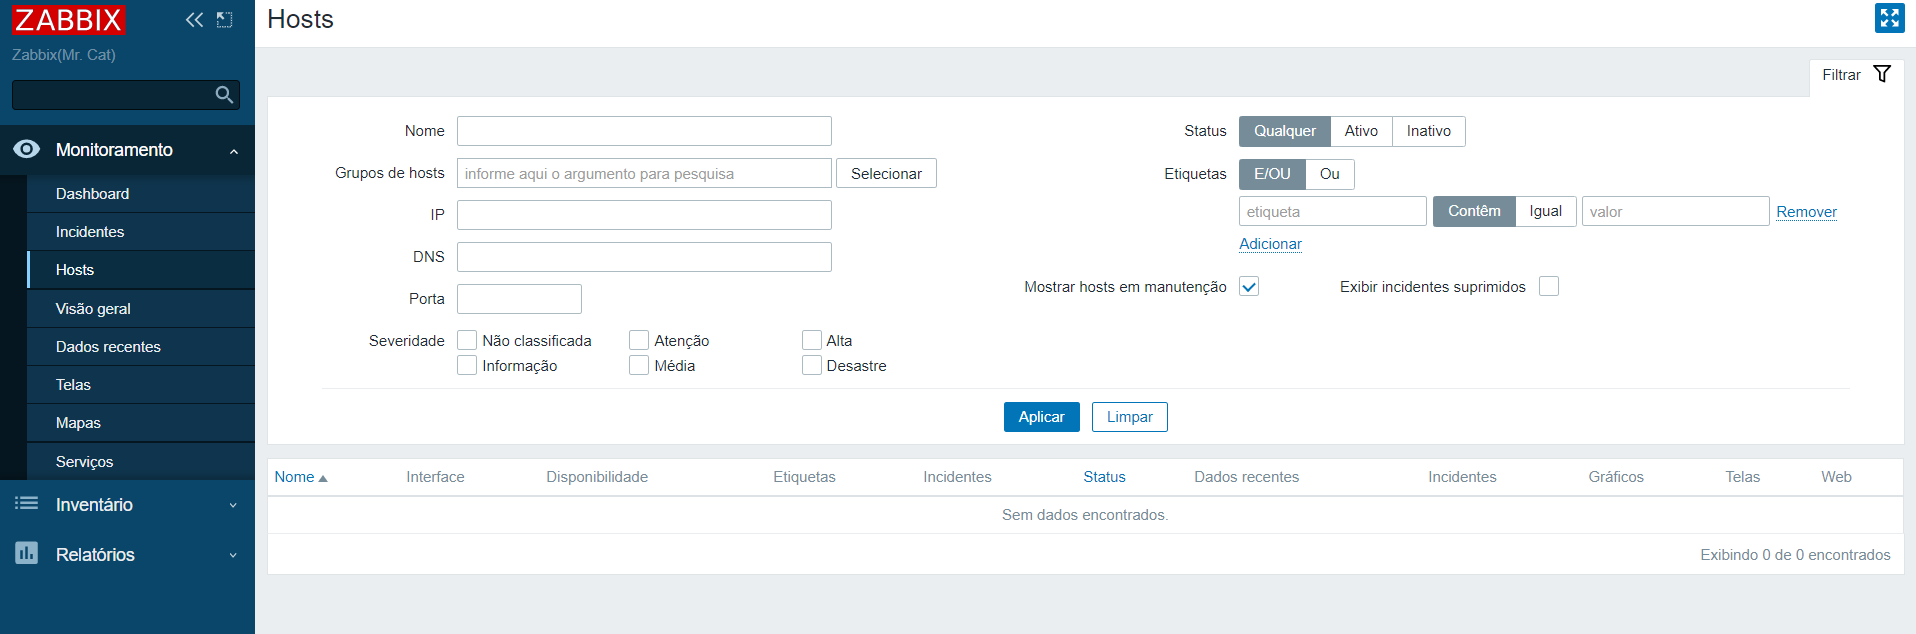 ZABBIX
Zabbix(Mr. Cat)
Monitoramento
Dashboard
Incidentes
Hosts
Visão geral
Dados recentes
Telas
Mapas
Serviços
Inventário
Relatórios
Hosts
Filtrar
Nome
Grupos de hosts informe aqui o argumento para pesquisa Selecionar
IP
DNS
Porta
Severidade Não classificada Atenção Alta
Informação Média Desastre
Status Qualquer Ativo Inativo
Etiquetas E/OU Ou
etiqueta Contêm Igual valor Remover
Adicionar
Mostrar hosts em manutenção Exibir incidentes suprimidos
Aplicar Limpar
Nome Interface Disponibilidade Etiquetas Incidentes Status Dados recentes Incidentes Gráficos Telas Web
Sem dados encontrados.
Exibindo 0 de 0 encontrados